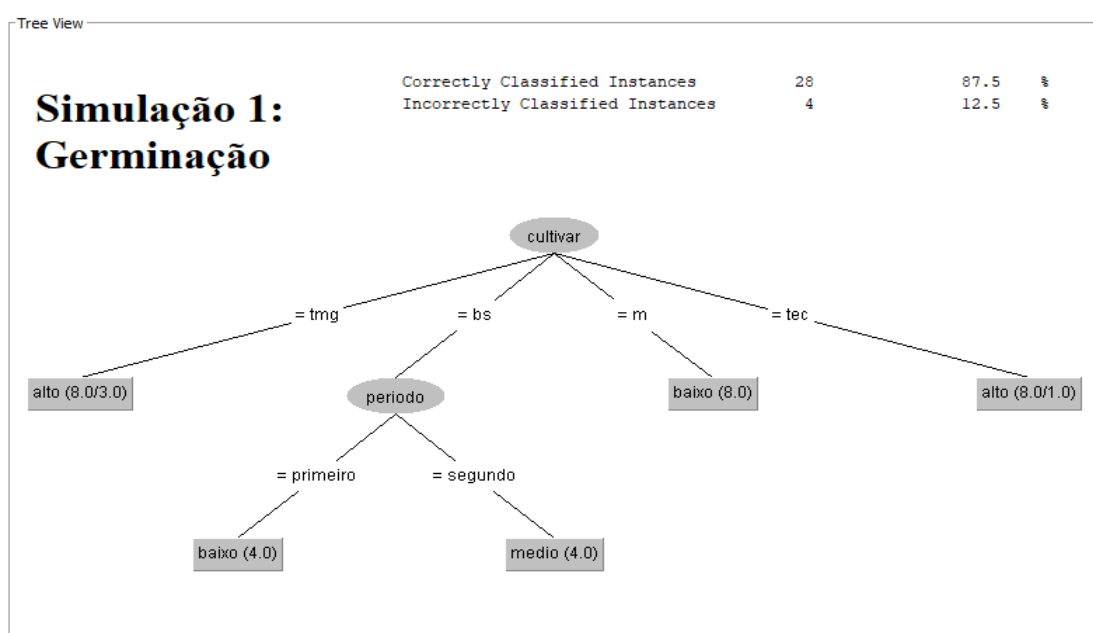 Tree View
Correctly Classified Instances 28 87.5 %
Incorrectly Classified Instances 4 12.5 %
Simulação 1:
Germinação
cultivar
= tmg = bs = m = tec
alto (8.0/3.0) periodo baixo (8.0) alto (8.0/1.0)
= primeiro = segundo
baixo (4.0) medio (4.0)